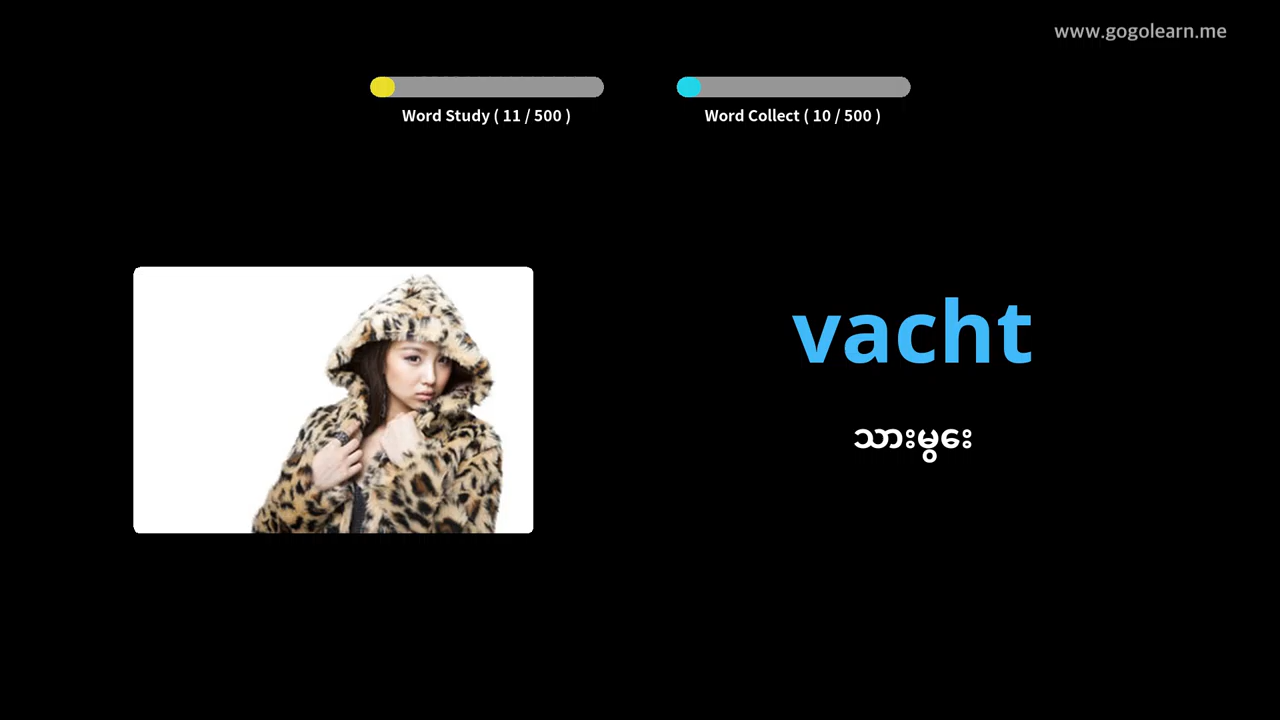 www.gogolearn.me
Word Study ( 11 / 500 )
Word Collect ( 10 / 500 )
vacht
သားမွေး